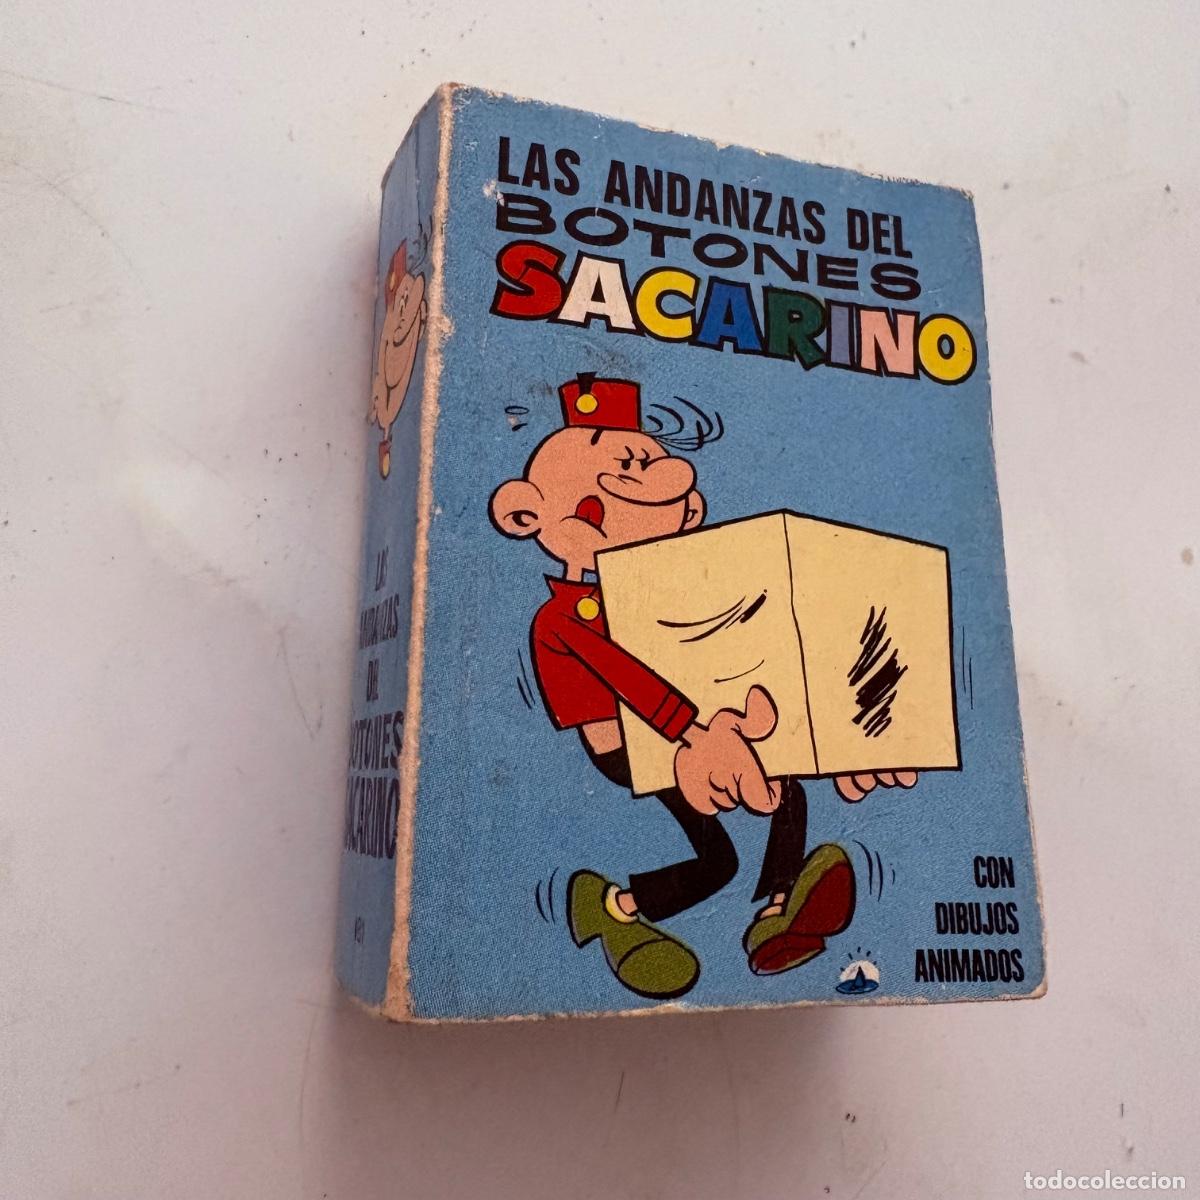 LAS ANDANZAS DEL
BOTONES
SACARINO
CON
DIBUJOS
ANIMADOS
LAS
ANDANZAS
DEL
BOTONES
SACARINO
todocoleccion